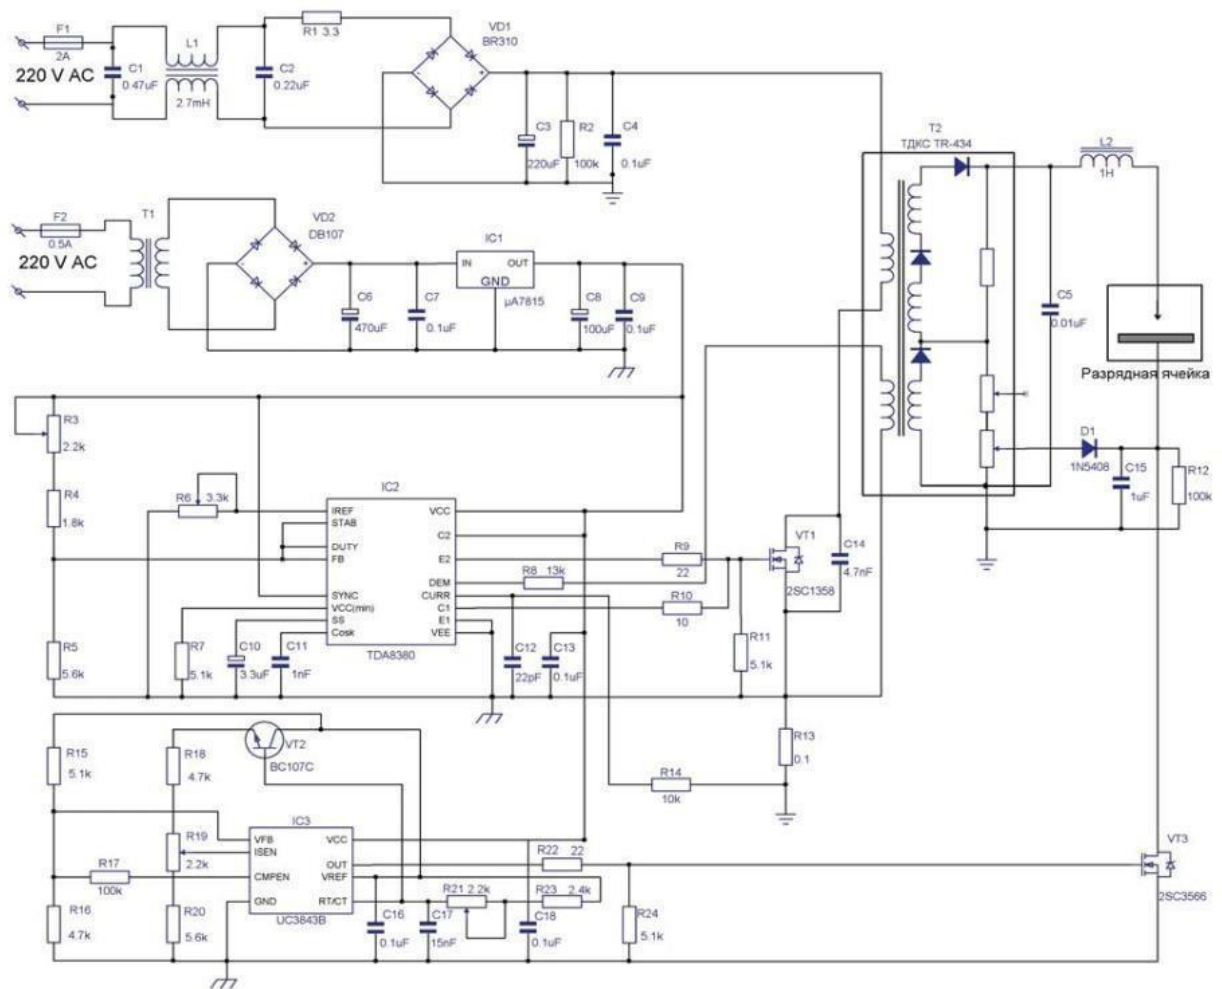 F1
2A
220 V AC
C1
0.47uF
L1
2.7mH
C2
0.22uF
R1 3.3
VD1
BR310
-
+
C3
220uF
R2
100k
C4
0.1uF
T2
ТДКС TR-434
L2
1H
C5
0.01uF
Разрядная ячейка
F2
0.5A
220 V AC
T1
VD2
DB107
-
+
C6
470uF
C7
0.1uF
IC1
IN
OUT
GND
µA7815
C8
100uF
C9
0.1uF
R3
2.2k
R4
1.8k
R5
5.6k
R6
3.3k
R7
5.1k
C10
3.3uF
C11
1nF
IC2
IREF
STAB
DUTY
FB
SYNC
VCC(min)
SS
Cosk
VCC
C2
E2
DEM
CURR
C1
E1
VEE
TDA8380
R9
22
R8 13k
R10
10
C12
22pF
C13
0.1uF
R11
5.1k
VT1
2SC1358
C14
4.7nF
D1
1N5408
C15
1uF
R12
100k
R13
0.1
R14
10k
R15
5.1k
R16
4.7k
R17
100k
R18
4.7k
VT2
BC107C
R19
2.2k
R20
5.6k
IC3
VFB
ISEN
CMPEN
GND
VCC
OUT
VREF
RT/CT
UC3843B
C16
0.1uF
C17
15nF
R21 2.2k
R22 22
R23 2.4k
C18
0.1uF
R24
5.1k
VT3
2SC3566